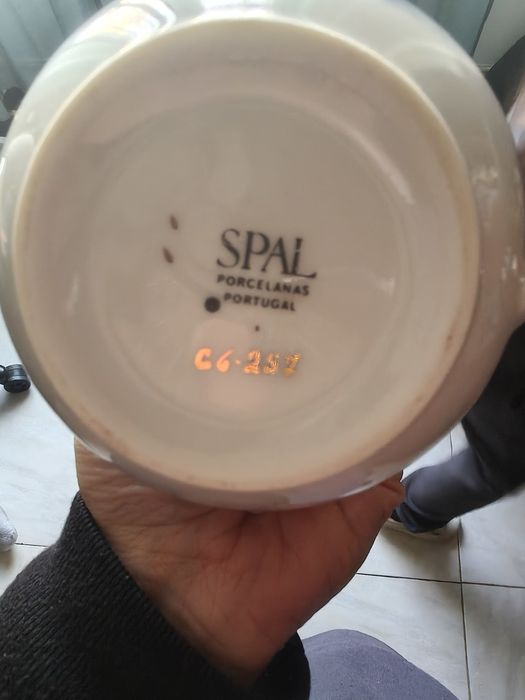 SPAL
PORCELANAS
PORTUGAL
C6-257